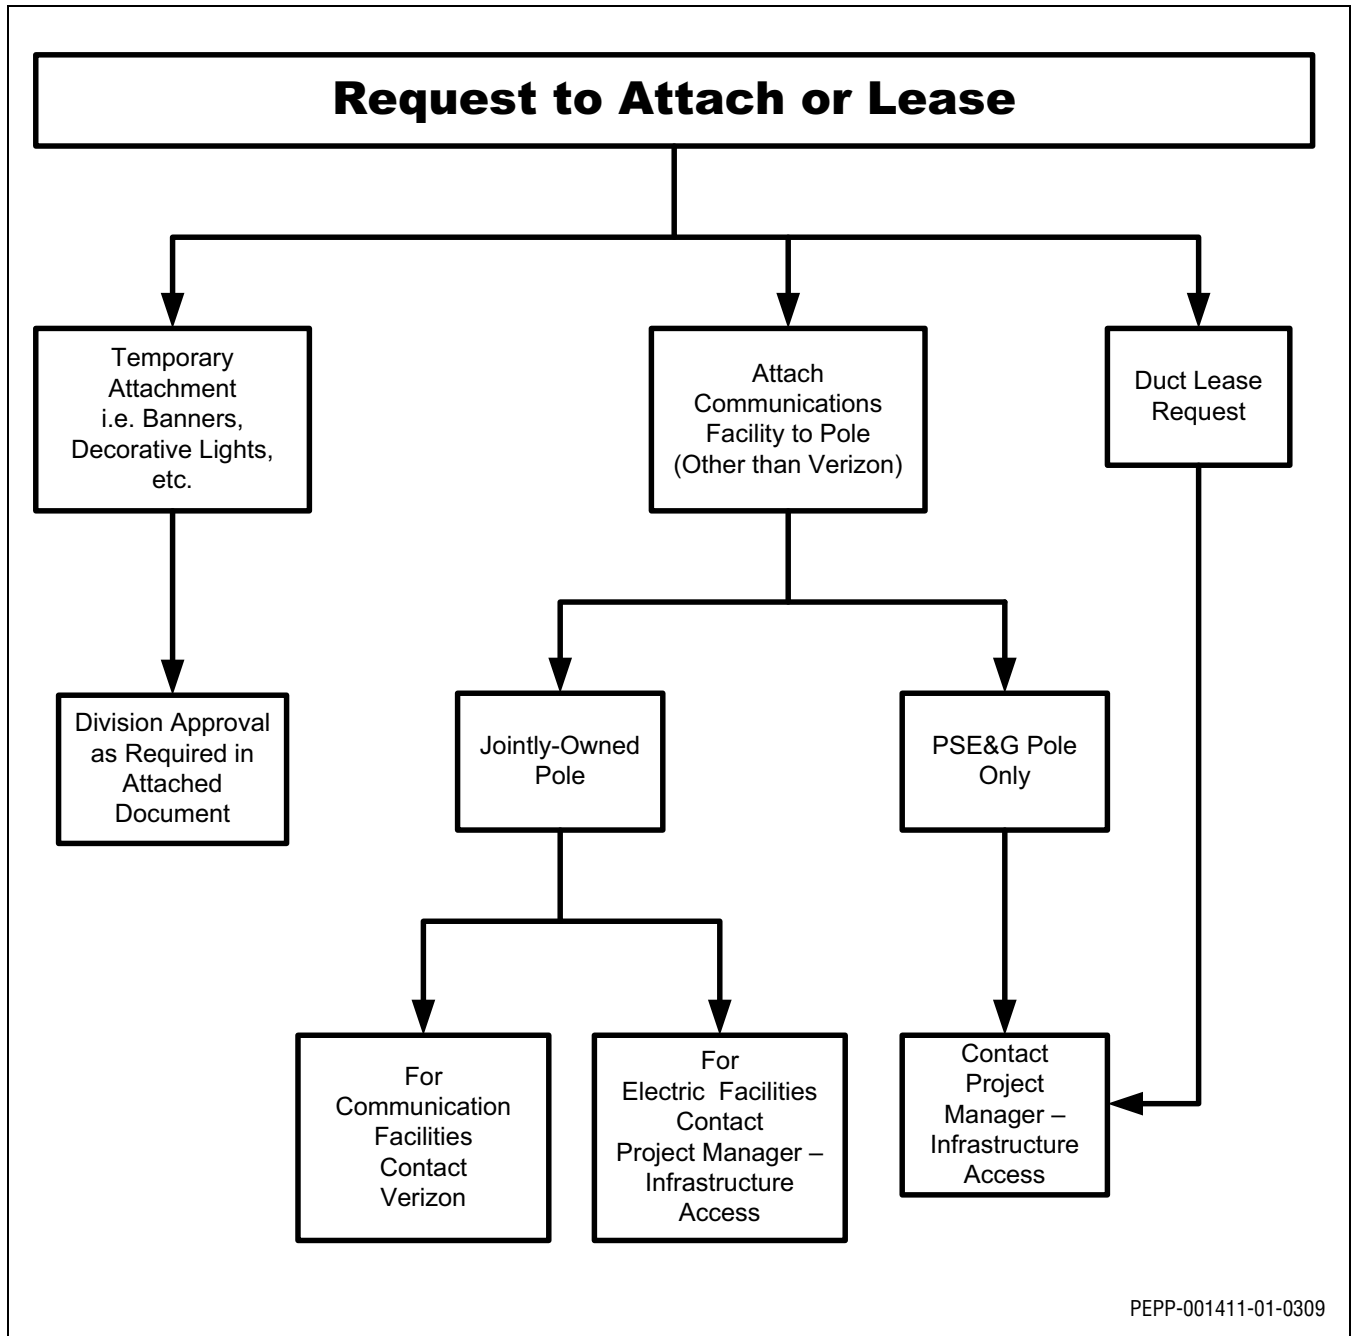 Request to Attach or Lease
Temporary
Attachment
i.e. Banners,
Decorative Lights,
etc.
Attach
Communications
Facility to Pole
(Other than Verizon)
Duct Lease
Request
Division Approval
as Required in
Attached
Document
Jointly-Owned
Pole
PSE&G Pole
Only
For
Communication
Facilities
Contact
Verizon
For
Electric Facilities
Contact
Project Manager –
Infrastructure
Access
Contact
Project
Manager –
Infrastructure
Access
PEPP-001411-01-0309